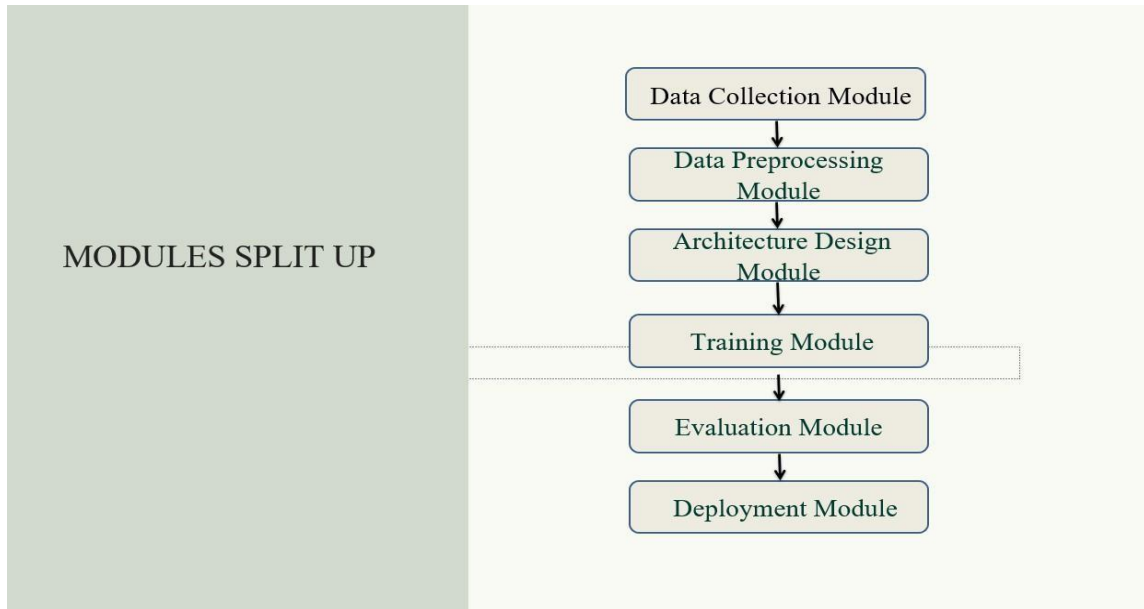 MODULES SPLIT UP
Data Collection Module
Data Preprocessing
Module
Architecture Design
Module
Training Module
Evaluation Module
Deployment Module